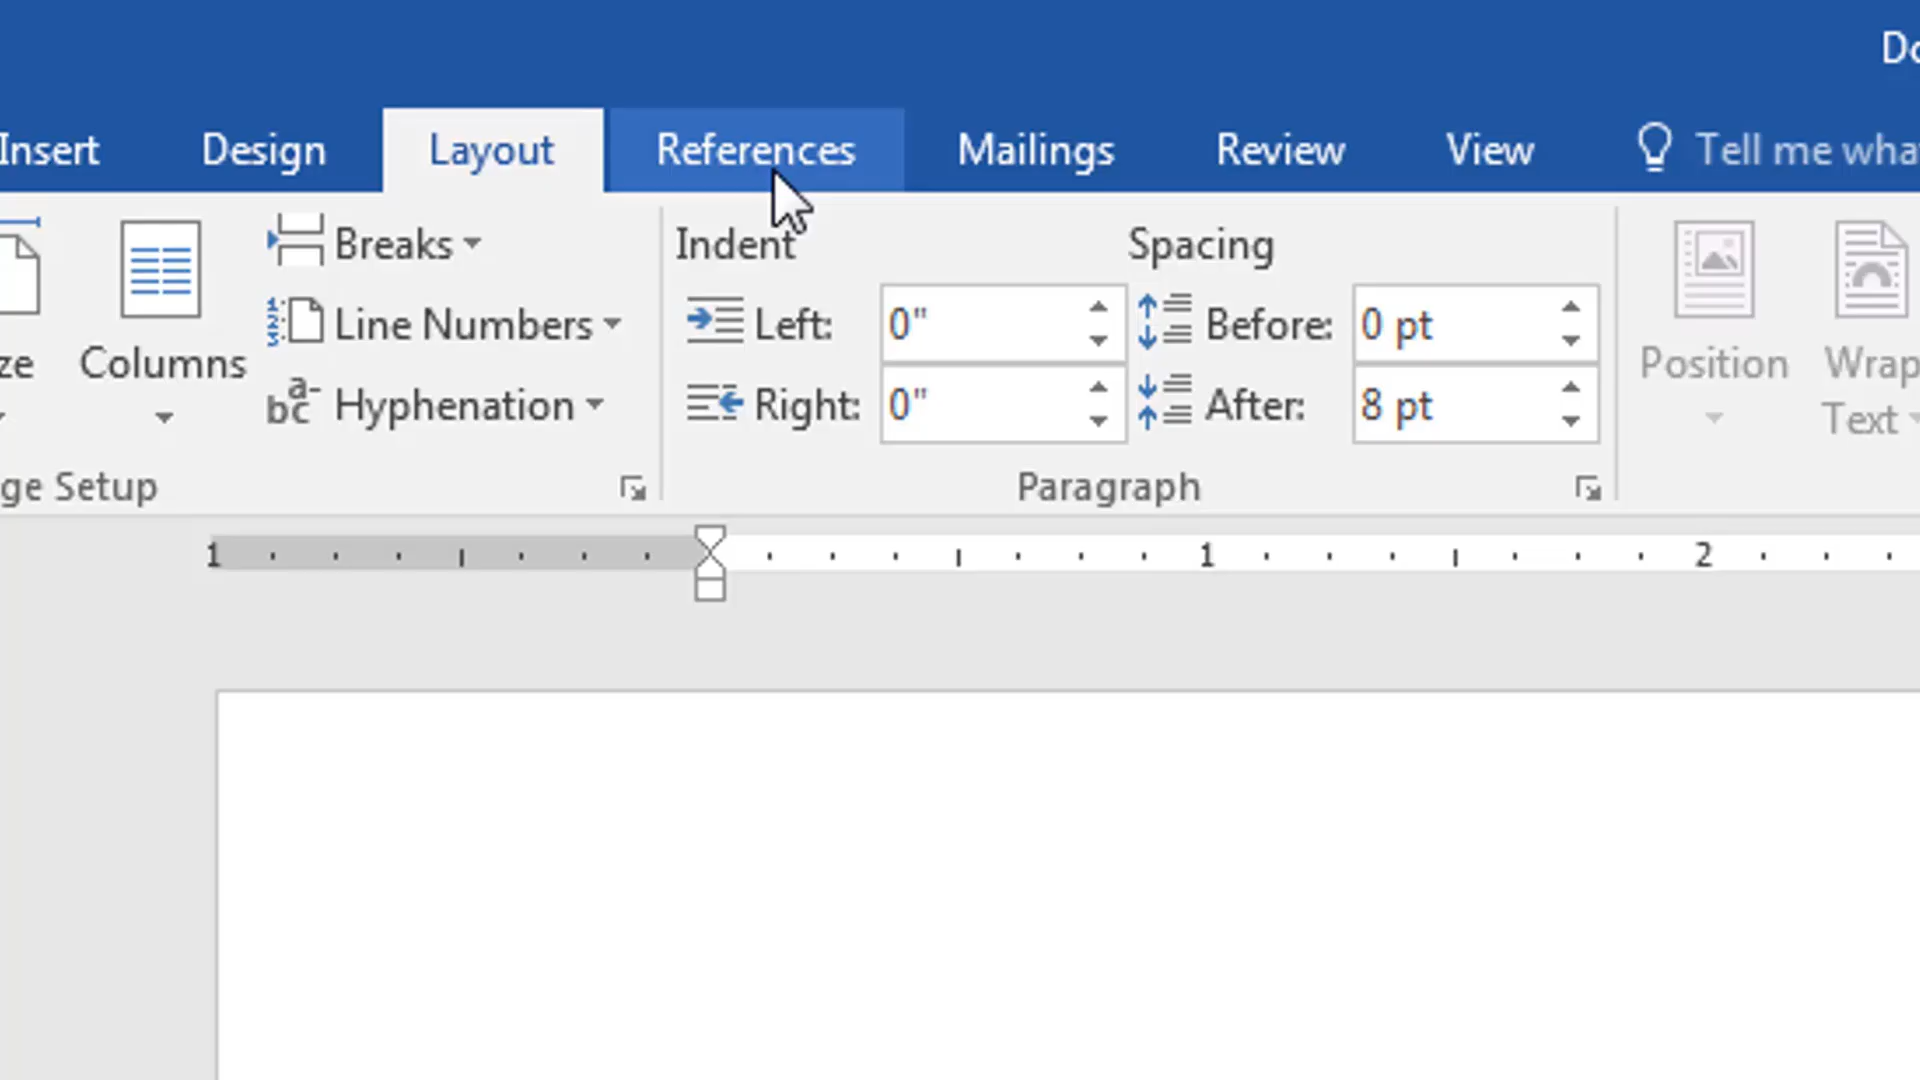 Do
Insert Design Layout References Mailings Review View Tell me wha
Breaks Indent Spacing
Line Numbers Left: 0" Before: 0 pt
ze Columns Position Wrap
Hyphenation Right: 0" After: 8 pt Text
ge Setup Paragraph
1 1 2